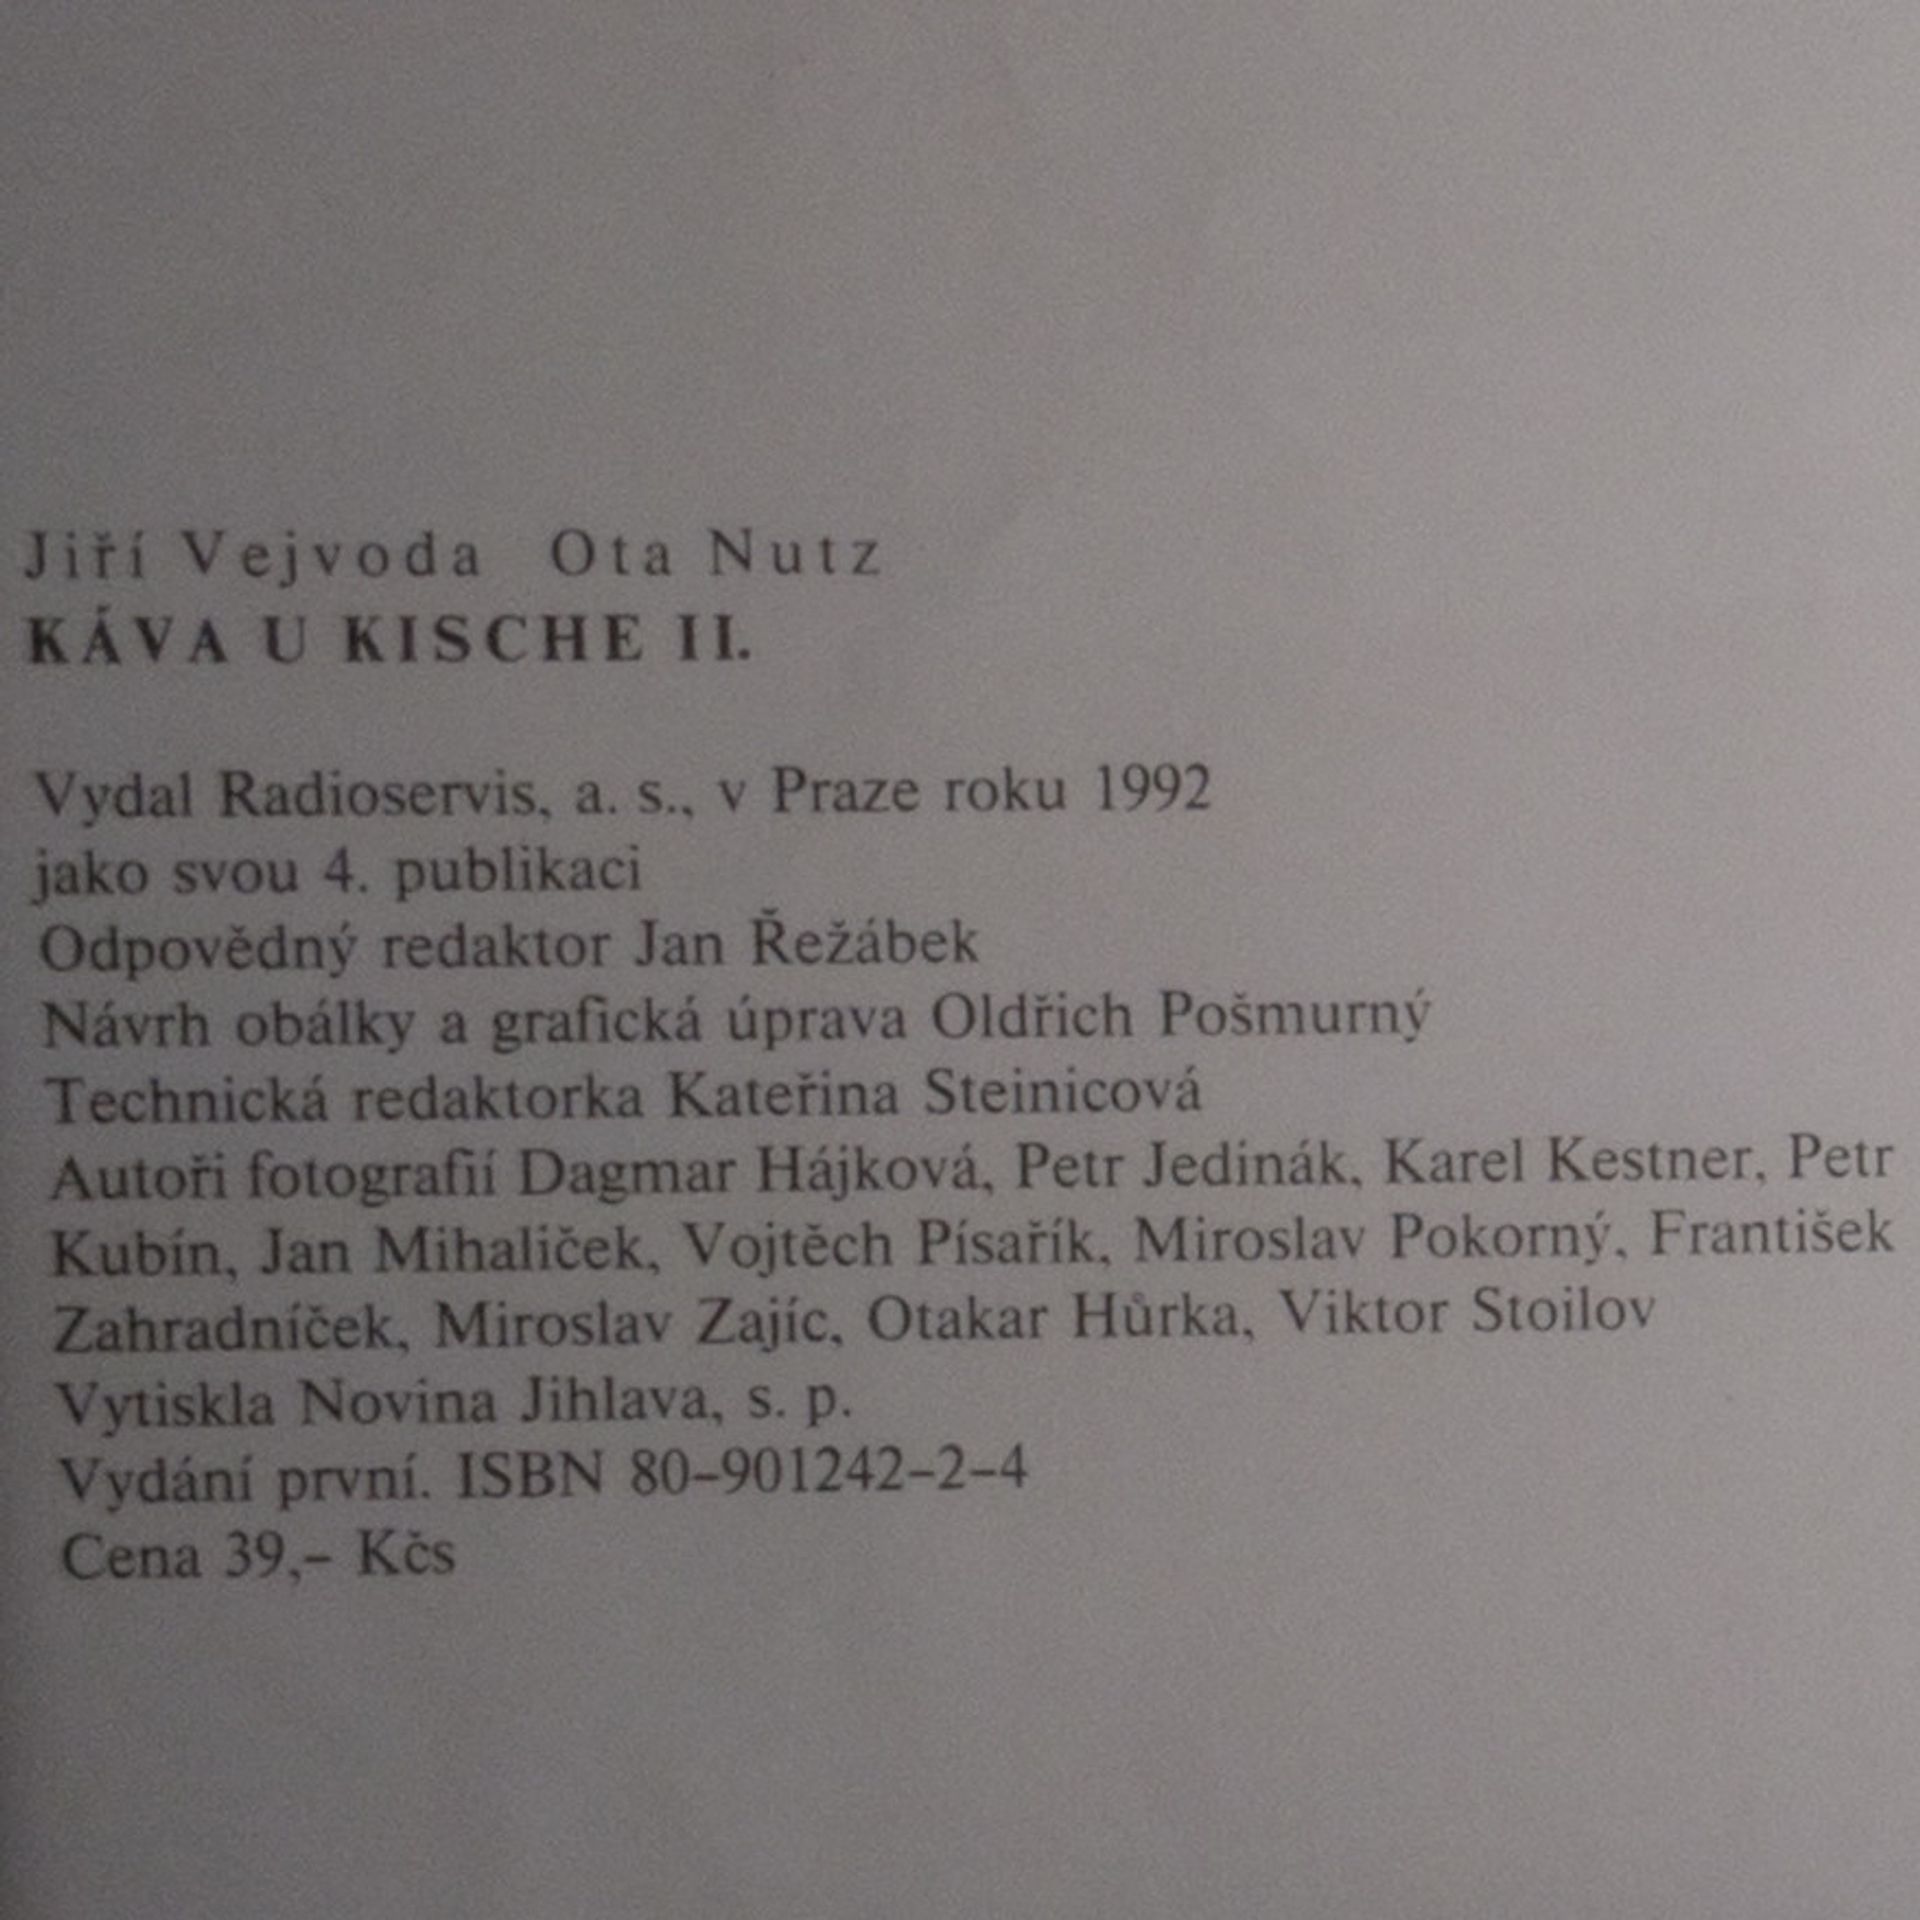 Jiří Vejvoda Ota Nutz
KÁVA U KISCHE II.
Vydal Radioservis, a. s., v Praze roku 1992
jako svou 4. publikaci
Odpovědný redaktor Jan Řežábek
Návrh obálky a grafická úprava Oldřich Pošmurný
Technická redaktorka Kateřina Steinicová
Autoři fotografií Dagmar Hájková, Petr Jedinák, Karel Kestner, Petr
Kubín, Jan Mihaliček, Vojtěch Písařík, Miroslav Pokorný, František
Zahradníček, Miroslav Zajíc, Otakar Hůrka, Viktor Stoilov
Vytiskla Novina Jihlava, s. p.
Vydání první. ISBN 80–901242–2–4
Cena 39,– Kčs